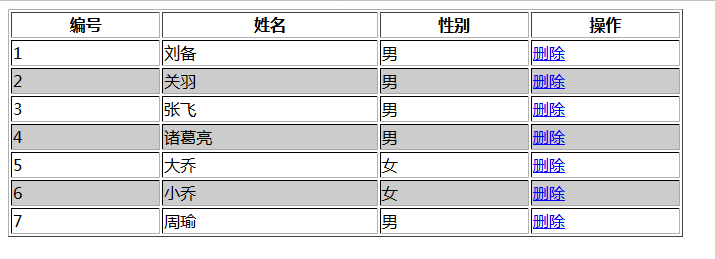 编号 姓名 性别 操作
1 刘备 男 删除
2 关羽 男 删除
3 张飞 男 删除
4 诸葛亮 男 删除
5 大乔 女 删除
6 小乔 女 删除
7 周瑜 男 删除